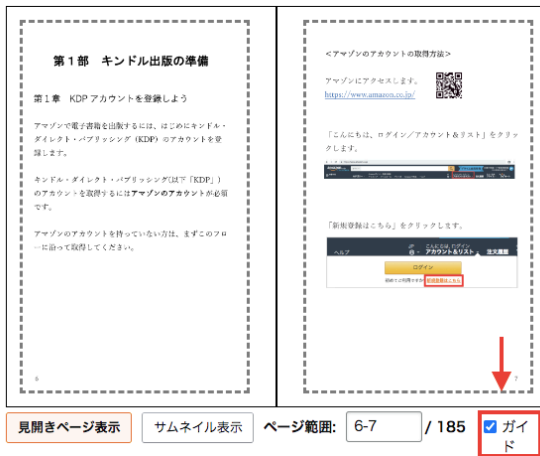 第1部 キンドル出版の準備
第1章 KDPアカウントを登録しよう
アマゾンで電子書籍を出版するには、はじめにキンドル・
ダイレクト・パブリッシング (KDP) のアカウントを登
録します。
キンドル・ダイレクト・パブリッシング(以下「KDP」)
のアカウントを取得するにはアマゾンのアカウントが必須
です。
アマゾンのアカウントを持っていない方は、まずこのフロ
ーに沿って取得してください。
6
<アマゾンのアカウントの取得方法>
アマゾンにアクセスします。
https://www.amazon.co.jp/
「こんにちは、ログイン/アカウント&リスト」をクリッ
クします。
「新規登録はこちら」をクリックします。
ヘルプ
こんにちは, ログイン
アカウント&リスト
注文履歴
ログイン
初めてご利用ですか? 新規登録はこちら
7
見開きページ表示 サムネイル表示 ページ範囲: 6-7 / 185 ガイ
ド